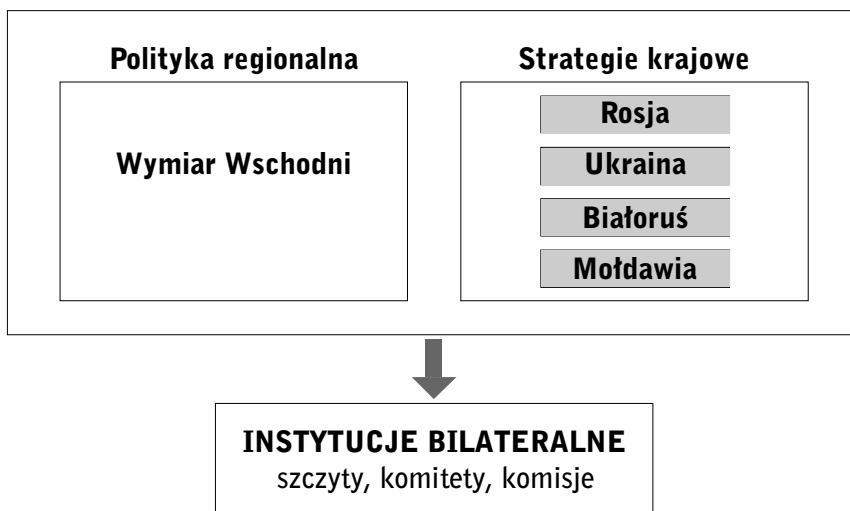 Polityka regionalna
Wymiar Wschodni
Strategie krajowe
Rosja
Ukraina
Białoruś
Mołdawia
INSTYTUCJE BILATERALNE
szczyty, komitety, komisje